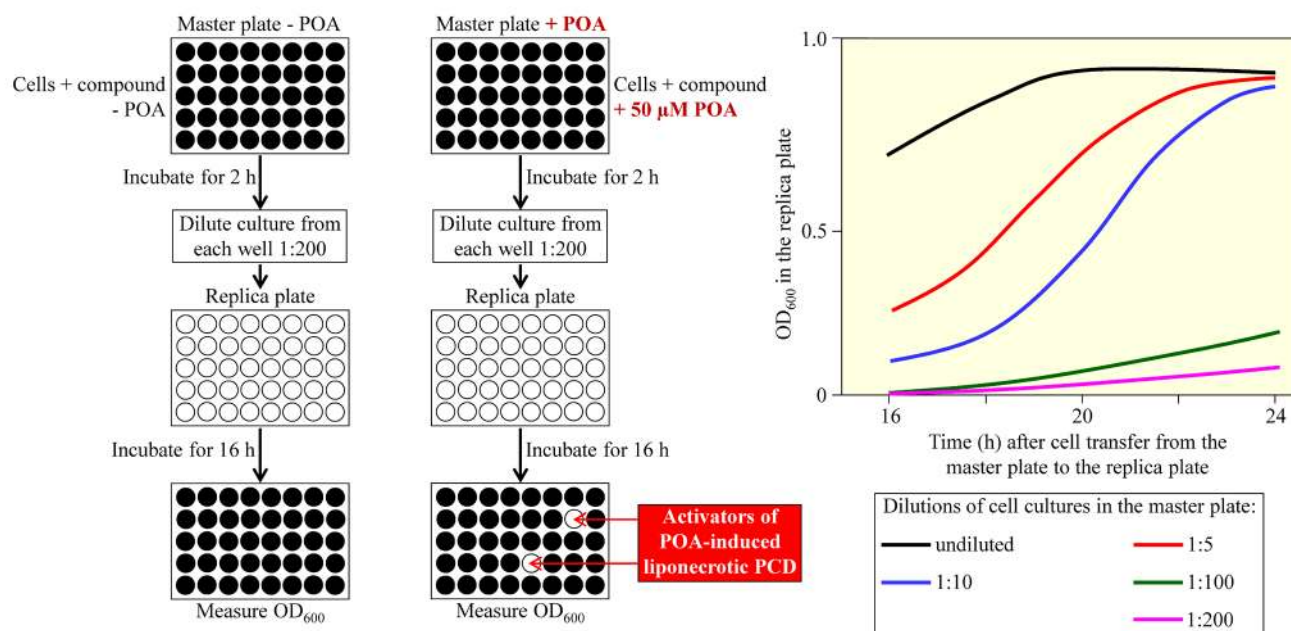 Master plate - POA
Cells + compound
- POA
Incubate for 2 h
Dilute culture from
each well 1:200
Replica plate
Incubate for 16 h
Measure OD600
Master plate + POA
Cells + compound
+ 50 µM POA
Incubate for 2 h
Dilute culture from
each well 1:200
Replica plate
Incubate for 16 h
Activators of
POA-induced
liponecrotic PCD
Measure OD600
OD600 in the replica plate
1.0
0.5
0
16
20
24
Time (h) after cell transfer from the
master plate to the replica plate
Dilutions of cell cultures in the master plate:
undiluted
1:5
1:10
1:100
1:200